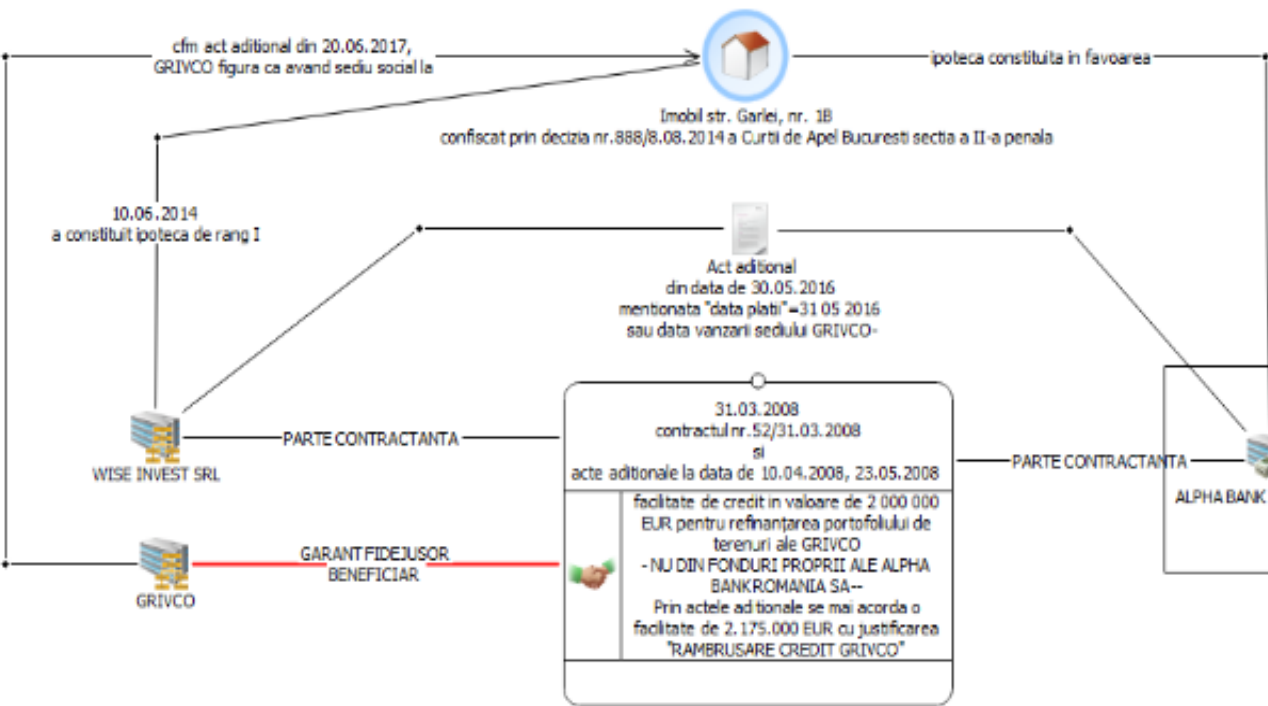 cfm act aditional din 20.06.2017,
GRIVCO figura ca avand sediu social la
ipoteca constituita in favoarea
Imobil str. Garlei, nr. 1B
confiscat prin decizia nr.888/8.08.2014 a Curtii de Apel Bucuresti sectia a II-a penala
10.06.2014
a constituit ipoteca de rang I
Act aditional
din data de 30.05.2016
mentionata "data platii"=31 05 2016
sau data vanzarii sediului GRIVCO-
31.03.2008
contractul nr.52/31.03.2008
si
acte aditionale la data de 10.04.2008, 23.05.2008
PARTE CONTRACTANTA
PARTE CONTRACTANTA
WISE INVEST SRL
ALPHA BANK
facilitate de credit in valoare de 2 000 000
EUR pentru refinanțarea portofoliului de
terenuri ale GRIVCO
- NU DIN FONDURI PROPRII ALE ALPHA
BANKROMANIA SA--
Prin actele aditionale se mai acorda o
facilitate de 2.175.000 EUR cu justificarea
"RAMBRUSARE CREDIT GRIVCO"
GARANT FIDEJUSOR
BENEFICIAR
GRIVCO